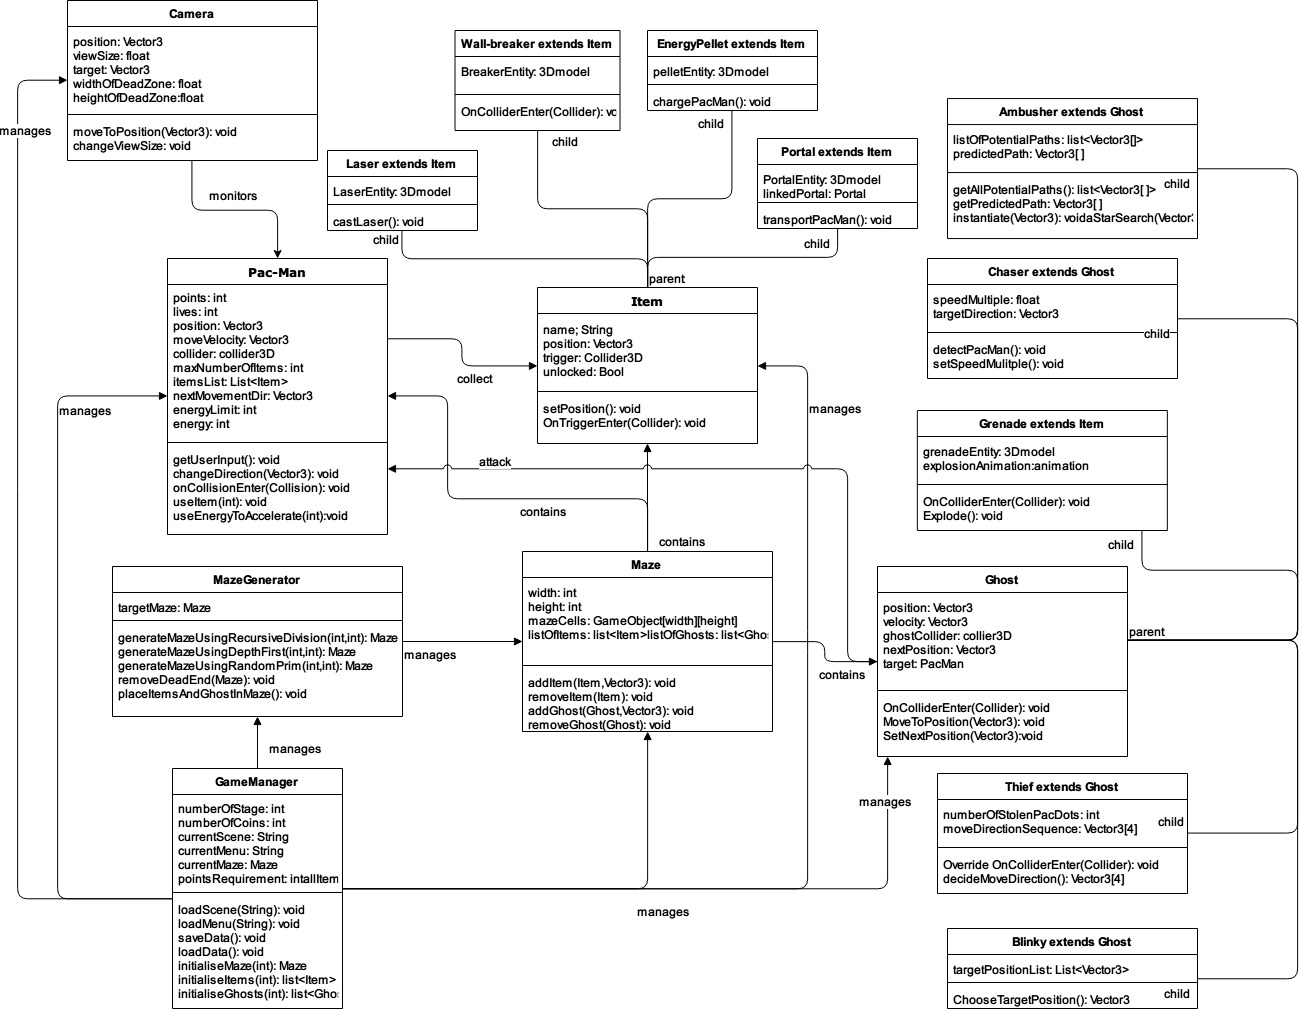 Camera
position: Vector3
viewSize: float
target: Vector3
widthOfDeadZone: float
heightOfDeadZone:float
moveToPosition(Vector3): void
changeViewSize: void
manages
monitors
Wall-breaker extends Item
BreakerEntity: 3Dmodel
OnColliderEnter(Collider): vo
child
EnergyPellet extends Item
pelletEntity: 3Dmodel
chargePacMan(): void
child
Laser extends Item
LaserEntity: 3Dmodel
castLaser(): void
child
Portal extends Item
PortalEntity: 3Dmodel
linkedPortal: Portal
transportPacMan(): void
child
parent
Ambusher extends Ghost
listOfPotentialPaths: list<Vector3[]>
predictedPath: Vector3[ ]
getAllPotentialPaths(): list<Vector3[ ]>
getPredictedPath: Vector3[ ]
instantiate(Vector3): voidaStarSearch(Vector
child
Pac-Man
points: int
lives: int
position: Vector3
moveVelocity: Vector3
collider: collider3D
maxNumberOfItems: int
itemsList: List<Item>
nextMovementDir: Vector3
energyLimit: int
energy: int
getUserInput(): void
changeDirection(Vector3): void
onCollisionEnter(Collision): void
useItem(int): void
useEnergyToAccelerate(int):void
manages
collect
Item
name; String
position: Vector3
trigger: Collider3D
unlocked: Bool
setPosition(): void
OnTriggerEnter(Collider): void
manages
attack
contains
contains
Chaser extends Ghost
speedMultiple: float
targetDirection: Vector3
detectPacMan(): void
setSpeedMulitple(): void
child
Grenade extends Item
grenadeEntity: 3Dmodel
explosionAnimation:animation
OnColliderEnter(Collider): void
Explode(): void
child
MazeGenerator
targetMaze: Maze
generateMazeUsingRecursiveDivision(int,int): Maze
generateMazeUsingDepthFirst(int,int): Maze
generateMazeUsingRandomPrim(int,int): Maze
removeDeadEnd(Maze): void
placeItemsAndGhostInMaze(): void
manages
manages
Maze
width: int
height: int
mazeCells: GameObject[width][height]
listOfItems: list<Item>listOfGhosts: list<Gho
addItem(Item,Vector3): void
removeItem(Item): void
addGhost(Ghost,Vector3): void
removeGhost(Ghost): void
contains
Ghost
position: Vector3
velocity: Vector3
ghostCollider: collier3D
nextPosition: Vector3
target: PacMan
OnColliderEnter(Collider): void
MoveToPosition(Vector3): void
SetNextPosition(Vector3):void
parent
manages
GameManager
numberOfStage: int
numberOfCoins: int
currentScene: String
currentMenu: String
currentMaze: Maze
pointsRequirement: intallItem
loadScene(String): void
loadMenu(String): void
saveData(): void
loadData(): void
initialiseMaze(int): Maze
initialiseItems(int): list<Item>
initialiseGhosts(int): list<Gho
manages
Thief extends Ghost
numberOfStolenPacDots: int
moveDirectionSequence: Vector3[4]
Override OnColliderEnter(Collider): void
decideMoveDirection(): Vector3[4]
child
Blinky extends Ghost
targetPositionList: List<Vector3>
ChooseTargetPosition(): Vector3
child